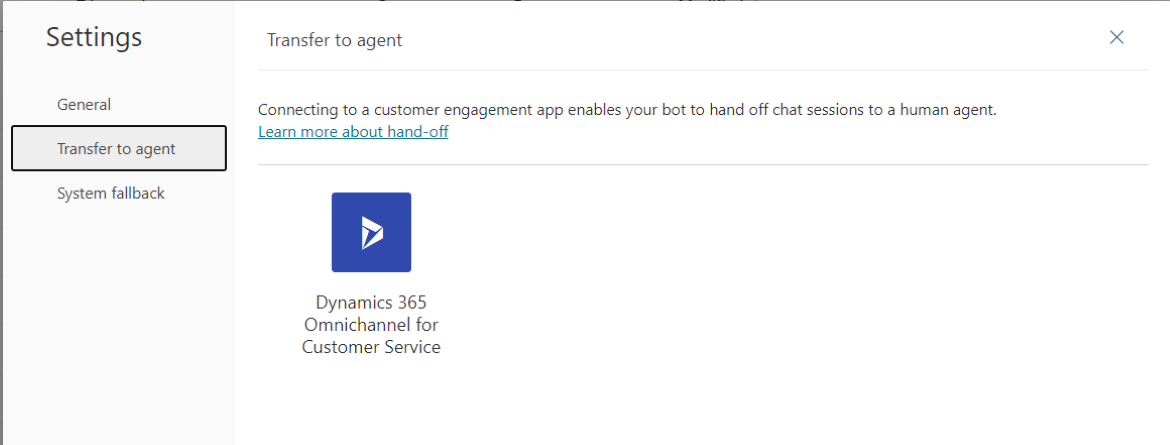 Settings
General
Transfer to agent
System fallback
Transfer to agent
Connecting to a customer engagement app enables your bot to hand off chat sessions to a human agent.
Learn more about hand-off
Dynamics 365
Omnichannel for
Customer Service